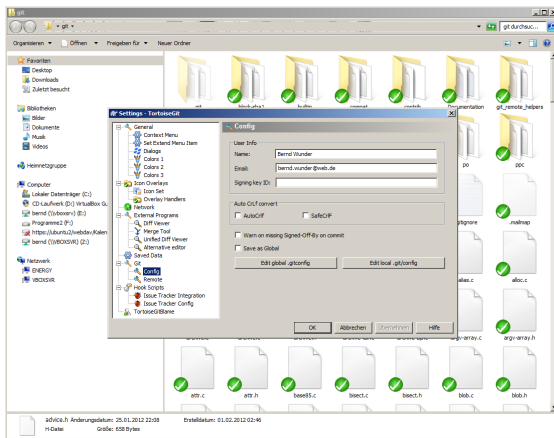 git
git
git durchsuc...
Organisieren
Öffnen
Freigeben für
Neuer Ordner
Favoriten
Desktop
Downloads
Zuletzt besucht
Bibliotheken
Bilder
Dokumente
Musik
Videos
Heimnetzgruppe
Computer
Lokaler Datenträger (C:)
CD-Laufwerk (D:) VirtualBox Gu
bernd (\\vboxsrv) (E:)
Programme2 (F:)
https://ubuntu2/webdav/Kalen
bernd (\\VBOXSVR) (Z:)
Netzwerk
ENERGY
VBOXSVR
.git
block-sha1
builtin
compat
contrib
Documentation
git_remote_helpers
po
ppc
.gitignore
.mailmap
alias.c
alloc.c
argv-array.c
argv-array.h
attr.c
attr.h
base85.c
bisect.c
bisect.h
blob.c
blob.h
Settings - TortoiseGit
General
Context Menu
Set Extend Menu Item
Dialogs
Colors 1
Colors 2
Colors 3
Icon Overlays
Icon Set
Overlay Handlers
Network
External Programs
Diff Viewer
Merge Tool
Unified Diff Viewer
Alternative editor
Saved Data
Git
Config
Remote
Hook Scripts
Issue Tracker Integration
Issue Tracker Config
TortoiseGitBlame
Config
User Info
Name: Bernd Wunder
Email: bernd.wunder@web.de
Signing key ID:
Auto CrLf convert
AutoCrlf
SafeCrlf
Warn on missing Signed-Off-By on commit
Save as Global
Edit global .gitconfig
Edit local .git/config
OK
Abbrechen
Übernehmen
Hilfe
advice.h Änderungsdatum: 25.01.2012 22:08 Erstelldatum: 01.02.2012 02:46
H-Datei Größe: 658 Bytes